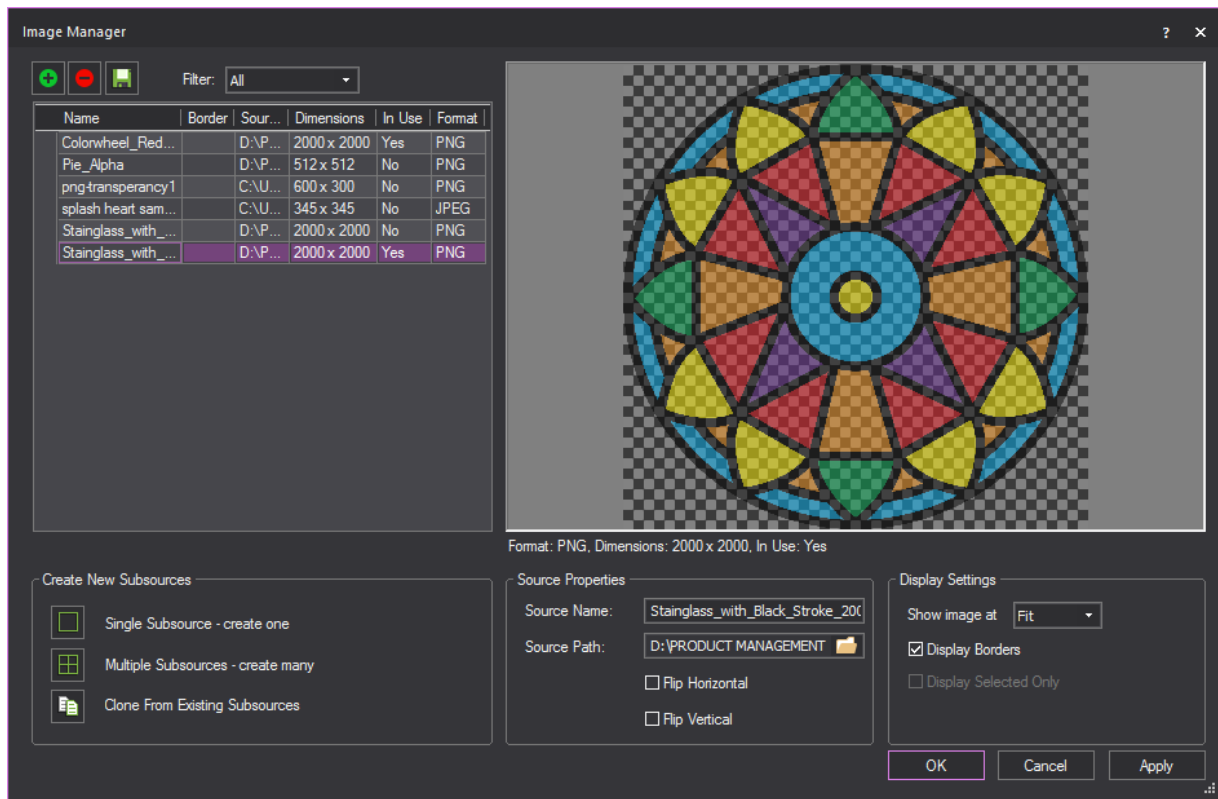 Image Manager ? ×
Filter: All
Name Border Sour... Dimensions In Use Format
Colorwheel_Red... D:\P... 2000 x 2000 Yes PNG
Pie_Alpha D:\P... 512 x 512 No PNG
png-transperancy1 C:\U... 600 x 300 No PNG
splash heart sam... C:\U... 345 x 345 No JPEG
Stainglass_with_... D:\P... 2000 x 2000 No PNG
Stainglass_with_... D:\P... 2000 x 2000 Yes PNG
Format: PNG, Dimensions: 2000 x 2000, In Use: Yes
Create New Subsources
Single Subsource - create one
Multiple Subsources - create many
Clone From Existing Subsources
Source Properties
Source Name: Stainglass_with_Black_Stroke_200
Source Path: D:\PRODUCT MANAGEMENT
Flip Horizontal
Flip Vertical
Display Settings
Show image at Fit
Display Borders
Display Selected Only
OK Cancel Apply